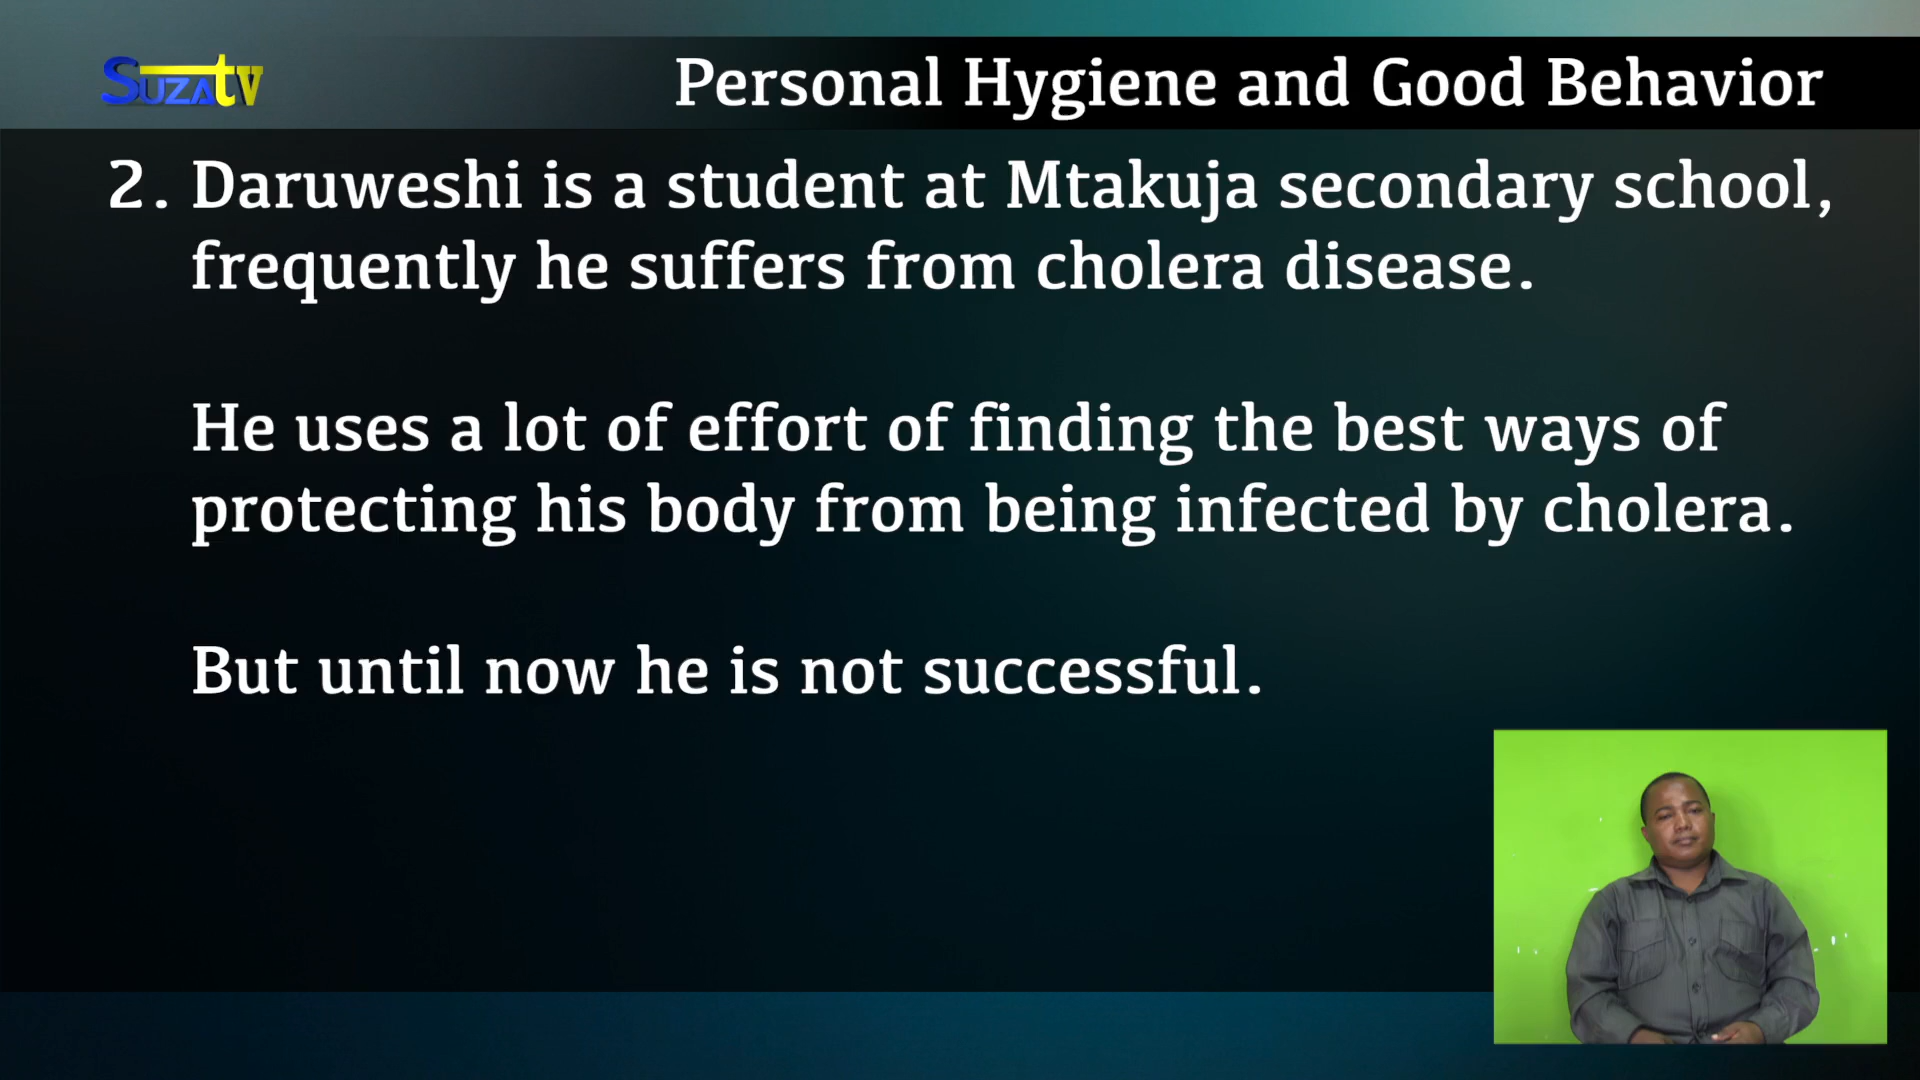 SUZAtv
Personal Hygiene and Good Behavior
2. Daruweshi is a student at Mtakuja secondary school,
frequently he suffers from cholera disease.
He uses a lot of effort of finding the best ways of
protecting his body from being infected by cholera.
But until now he is not successful.